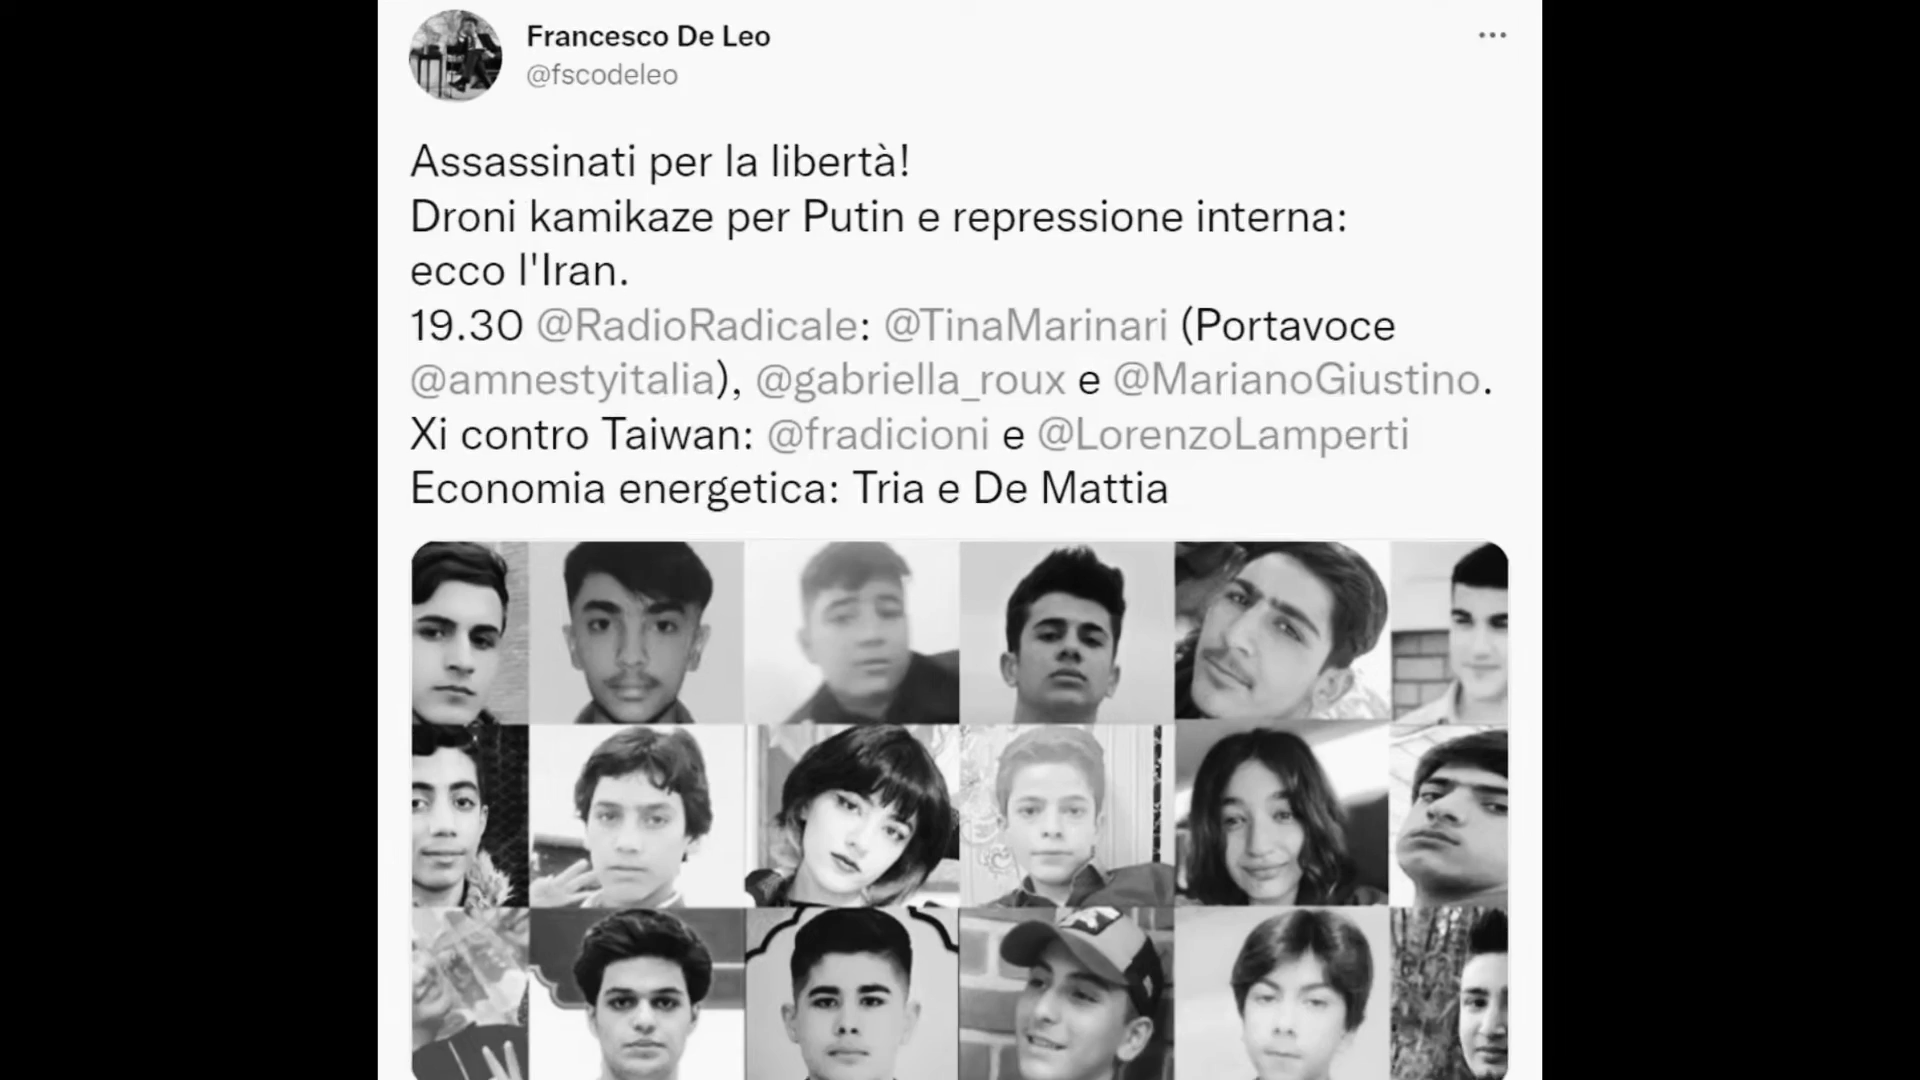 Francesco De Leo
@fscodeleo
Assassinati per la libertà!
Droni kamikaze per Putin e repressione interna:
ecco l'Iran.
19.30 @RadioRadicale: @TinaMarinari (Portavoce
@amnestyitalia), @gabriella_roux e @MarianoGiustino.
Xi contro Taiwan: @fradicioni e @LorenzoLamperti
Economia energetica: Tria e De Mattia